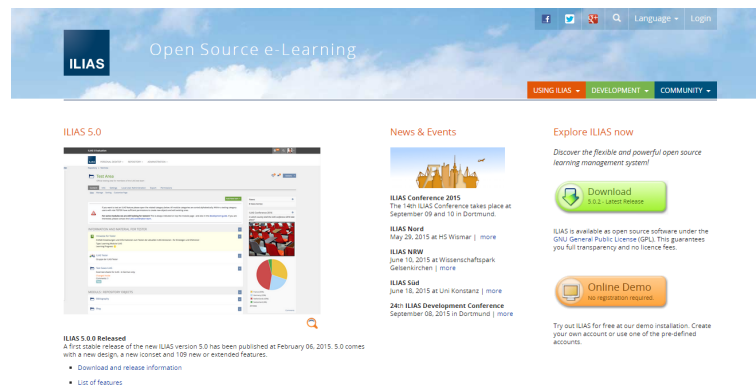 Language
Login
ILIAS
Open Source e-Learning
USING ILIAS
DEVELOPMENT
COMMUNITY
ILIAS 5.0
Test Area
ILIAS 5.0.0 Released
A first stable release of the new ILIAS version 5.0 has been published at February 06, 2015. 5.0 comes
with a new design, a new iconset and 109 new or extended features.
Download and release information
List of features
News & Events
ILIAS Conference 2015
The 14th ILIAS Conference takes place at
September 09 and 10 in Dortmund.
ILIAS Nord
May 29, 2015 at HS Wismar | more
ILIAS NRW
June 10, 2015 at Wissenschaftspark
Gelsenkirchen | more
ILIAS Süd
June 18, 2015 at Uni Konstanz | more
24th ILIAS Development Conference
September 08, 2015 in Dortmund | more
Explore ILIAS now
Discover the flexible and powerful open source
learning management system!
Download
5.0.2 - Latest Release
ILIAS is available as open source software under the
GNU General Public License (GPL). This guarantees
you full transparency and no licence fees.
Online Demo
No registration required
Try out ILIAS for free at our demo installation. Create
your own account or use one of the pre-defined
accounts.